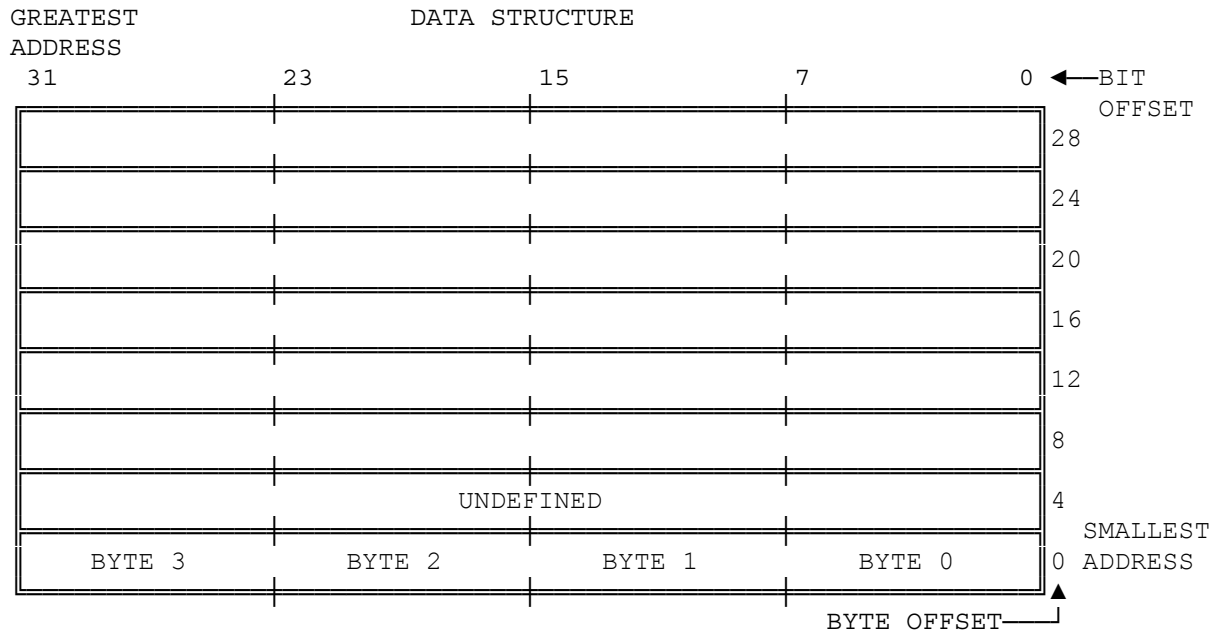 GREATEST DATA STRUCTURE
ADDRESS
31 23 15 7 0 ◄──BIT
OFFSET
28
24
20
16
12
8
UNDEFINED 4
SMALLEST
BYTE 3 BYTE 2 BYTE 1 BYTE 0 0 ADDRESS
BYTE OFFSET